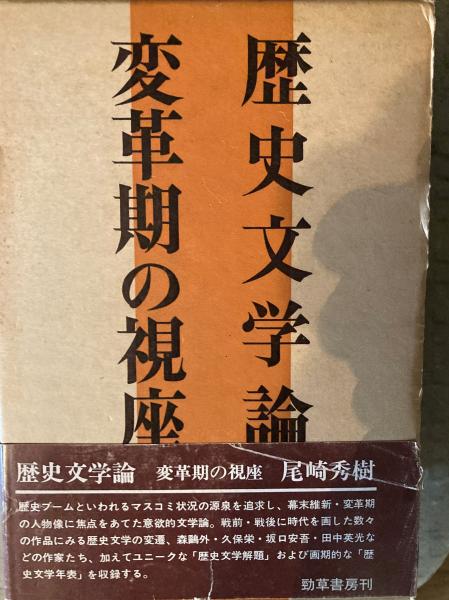 歴史文学論
変革期の視座
歴史文学論 変革期の視座 尾崎秀樹
歴史ブームといわれるマスコミ状況の源泉を追求し、幕末維新・変革期
の人物像に焦点をあてた意欲的文学論。戦前・戦後に時代を画した数々
の作品にみる歴史文学の変遷、森鷗外・久保栄・坂口安吾・田中英光な
どの作家たち、加えてユニークな「歴史文学解題」および画期的な「歴
史文学年表」を収録する。
勁草書房刊